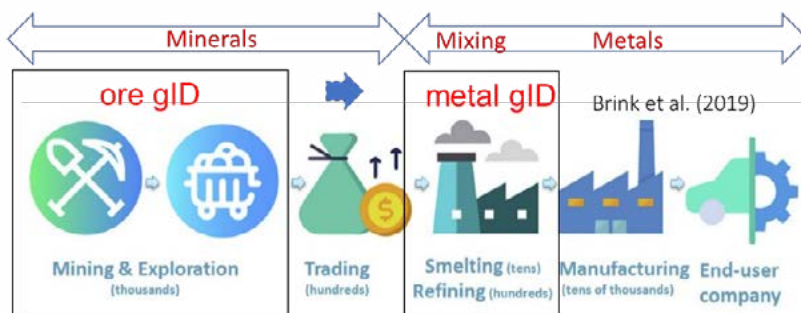 Minerals
Mixing
Metals
ore gID
metal gID
Brink et al. (2019)
$
Mining & Exploration
(thousands)
Trading
(hundreds)
Smelting (tens)
Refining (hundreds)
Manufacturing
(tens of thousands)
End-user
company